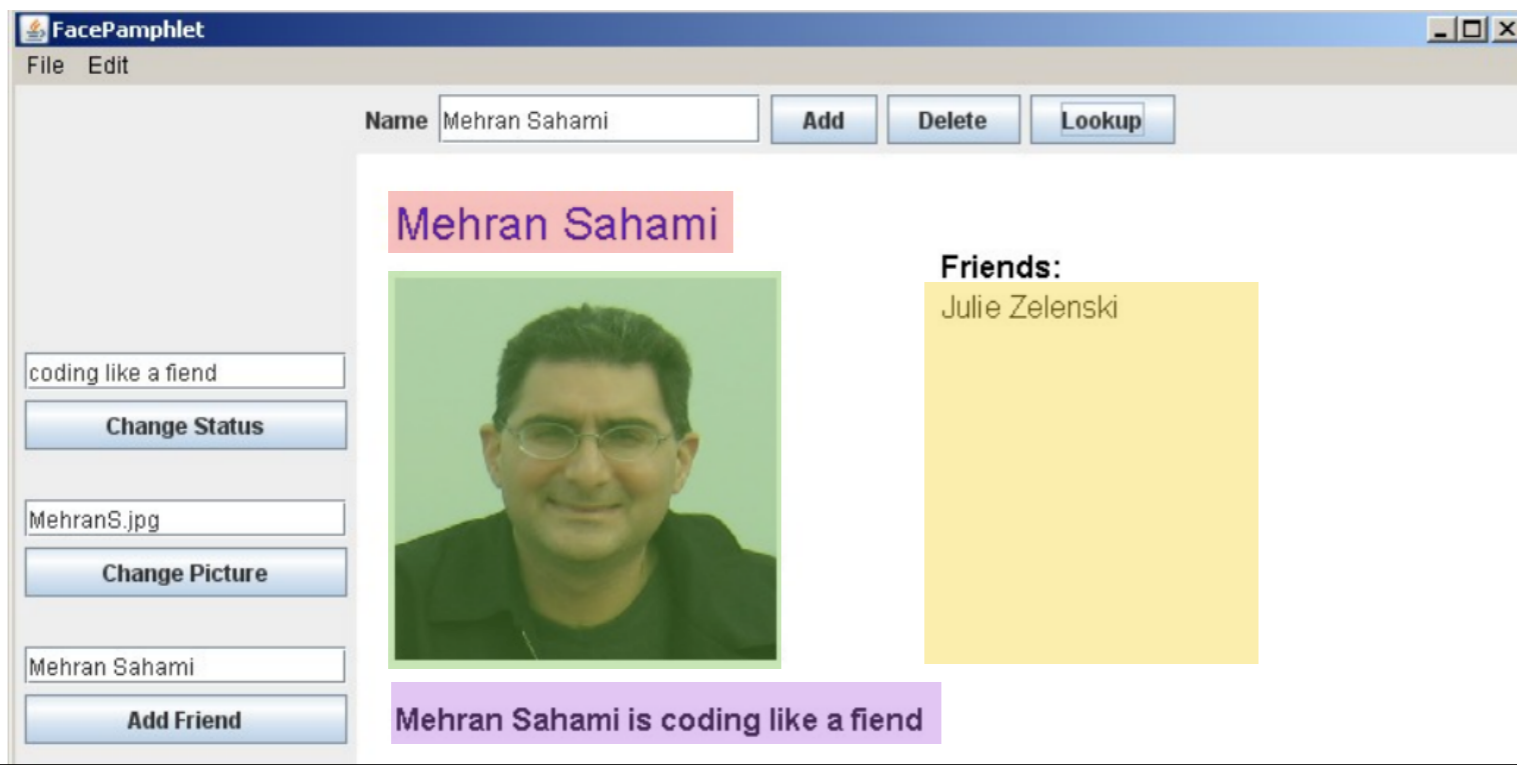 FacePamphlet
File Edit
Name Mehran Sahami Add Delete Lookup
Mehran Sahami
Friends:
Julie Zelenski
coding like a fiend
Change Status
MehranS.jpg
Change Picture
Mehran Sahami
Add Friend
Mehran Sahami is coding like a fiend